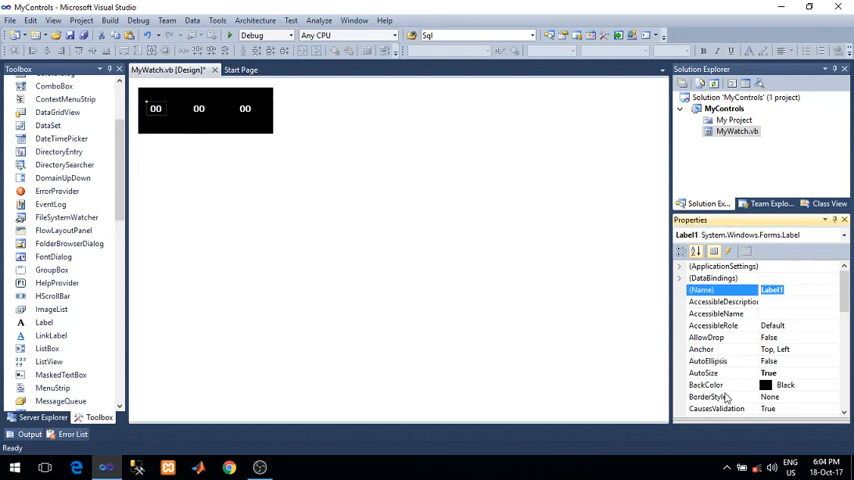 MyControls - Microsoft Visual Studio
File Edit View Project Build Debug Team Data Tools Architecture Test Analyze Window Help
Debug Any CPU Sql
Toolbox
ComboBox
ContextMenuStrip
DataGridView
DataSet
DateTimePicker
DirectoryEntry
DirectorySearcher
DomainUpDown
ErrorProvider
EventLog
FileSystemWatcher
FlowLayoutPanel
FolderBrowserDialog
FontDialog
GroupBox
HelpProvider
HScrollBar
ImageList
Label
LinkLabel
ListBox
ListView
MaskedTextBox
MenuStrip
MessageQueue
Server Explorer Toolbox
MyWatch.vb [Design]* Start Page
00 00 00
Solution Explorer
Solution 'MyControls' (1 project)
MyControls
My Project
MyWatch.vb
Solution Ex... Team Explo... Class View
Properties
Label1 System.Windows.Forms.Label
(ApplicationSettings)
(DataBindings)
(Name) Label1
AccessibleDescription
AccessibleName
AccessibleRole Default
AllowDrop False
Anchor Top, Left
AutoEllipsis False
AutoSize True
BackColor Black
BorderStyle None
CausesValidation True
Output Error List
Ready
ENG
US
6:04 PM
18-Oct-17